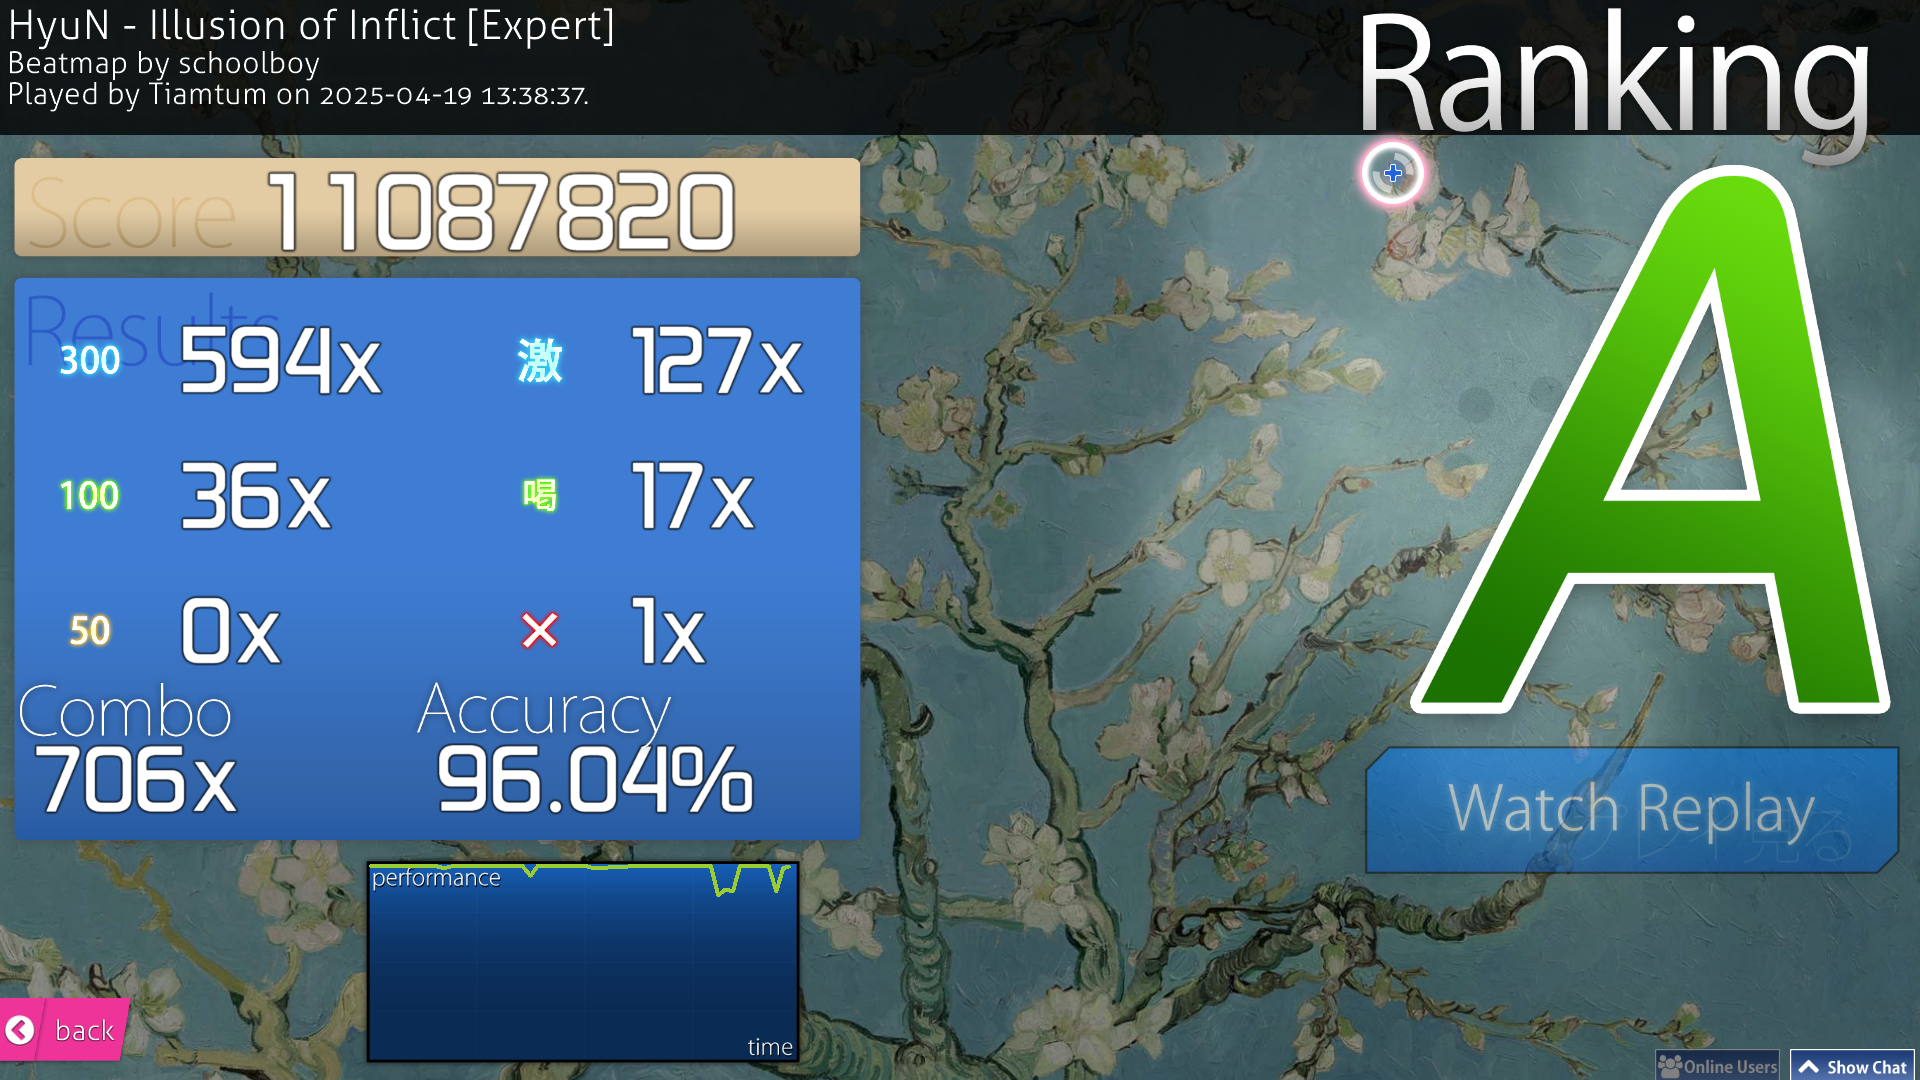 HyuN - Illusion of Inflict [Expert]
Beatmap by schoolboy
Played by Tiamtum on 2025-04-19 13:38:37.
Ranking
Score 11087820
Results
300 594x 激 127x
100 36x 喝 17x
50 0x 1x
Combo Accuracy
706x 96.04%
A
Watch Replay
performance
time
back
Online Users
Show Chat